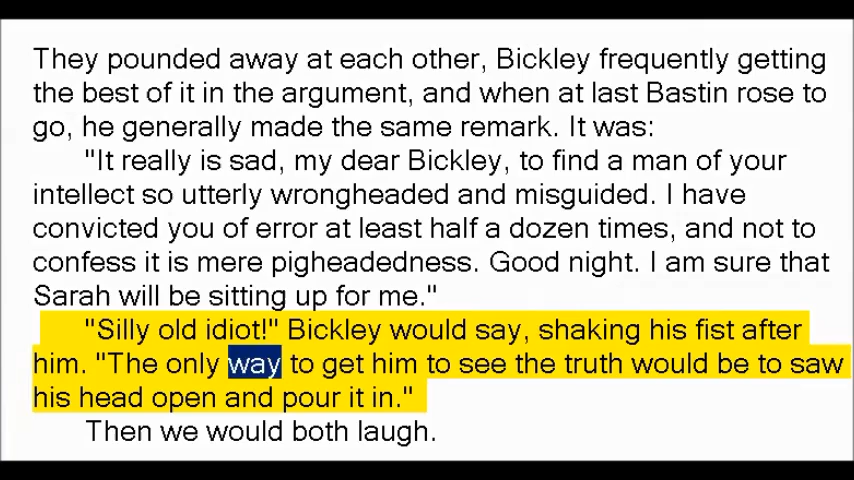 They pounded away at each other, Bickley frequently getting
the best of it in the argument, and when at last Bastin rose to
go, he generally made the same remark. It was:
"It really is sad, my dear Bickley, to find a man of your
intellect so utterly wrongheaded and misguided. I have
convicted you of error at least half a dozen times, and not to
confess it is mere pigheadedness. Good night. I am sure that
Sarah will be sitting up for me."
"Silly old idiot!" Bickley would say, shaking his fist after
him. "The only way to get him to see the truth would be to saw
his head open and pour it in."
Then we would both laugh.